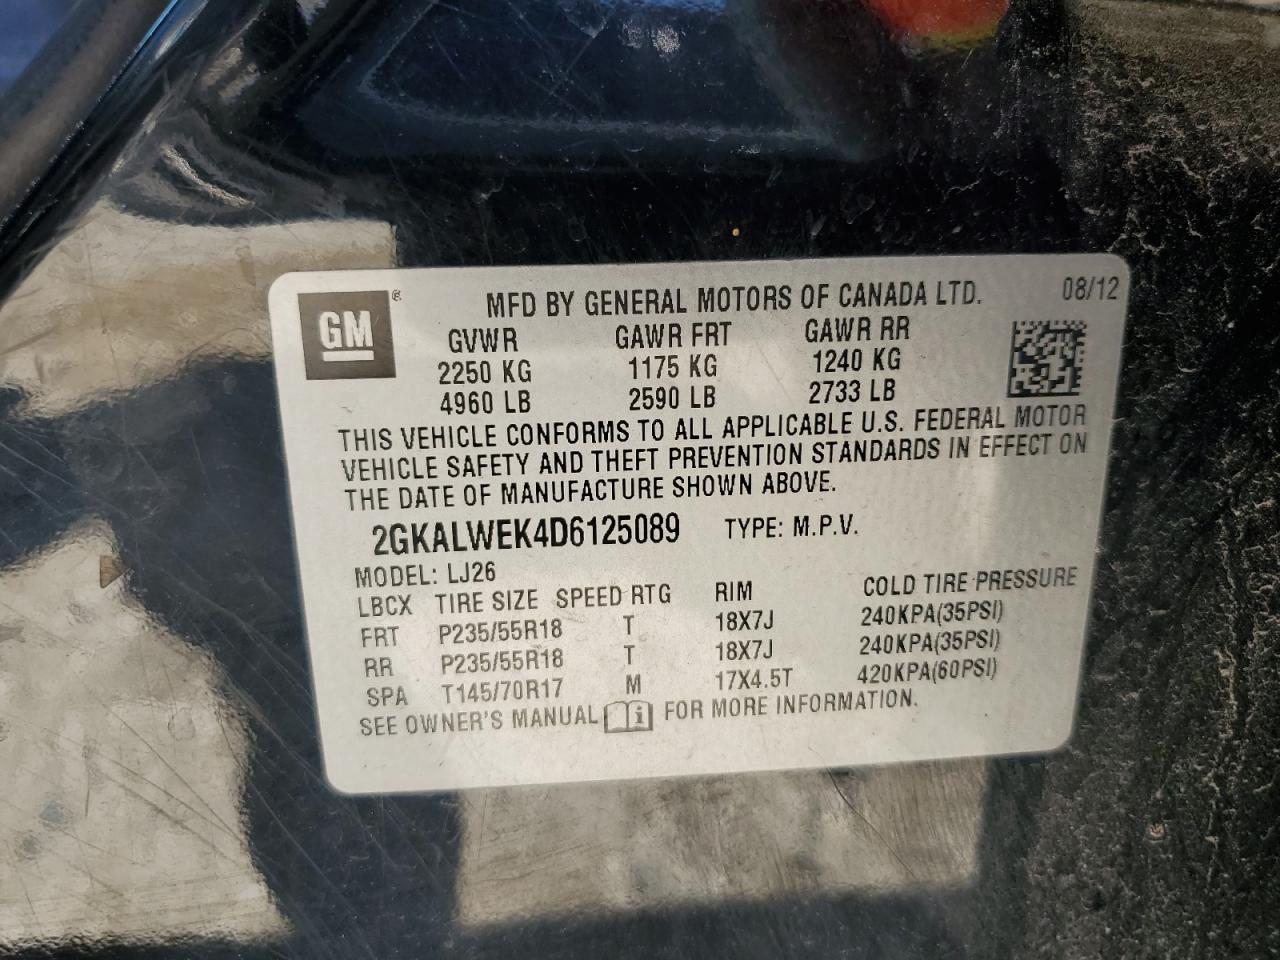 GM ® MFD BY GENERAL MOTORS OF CANADA LTD. 08/12
GVWR GAWR FRT GAWR RR
2250 KG 1175 KG 1240 KG
4960 LB 2590 LB 2733 LB
THIS VEHICLE CONFORMS TO ALL APPLICABLE U.S. FEDERAL MOTOR
VEHICLE SAFETY AND THEFT PREVENTION STANDARDS IN EFFECT ON
THE DATE OF MANUFACTURE SHOWN ABOVE.
2GKALWEK4D6125089 TYPE: M.P.V.
MODEL: LJ26
LBCX TIRE SIZE SPEED RTG RIM COLD TIRE PRESSURE
FRT P235/55R18 T 18X7J 240KPA(35PSI)
RR P235/55R18 T 18X7J 240KPA(35PSI)
SPA T145/70R17 M 17X4.5T 420KPA(60PSI)
SEE OWNER'S MANUAL i FOR MORE INFORMATION.